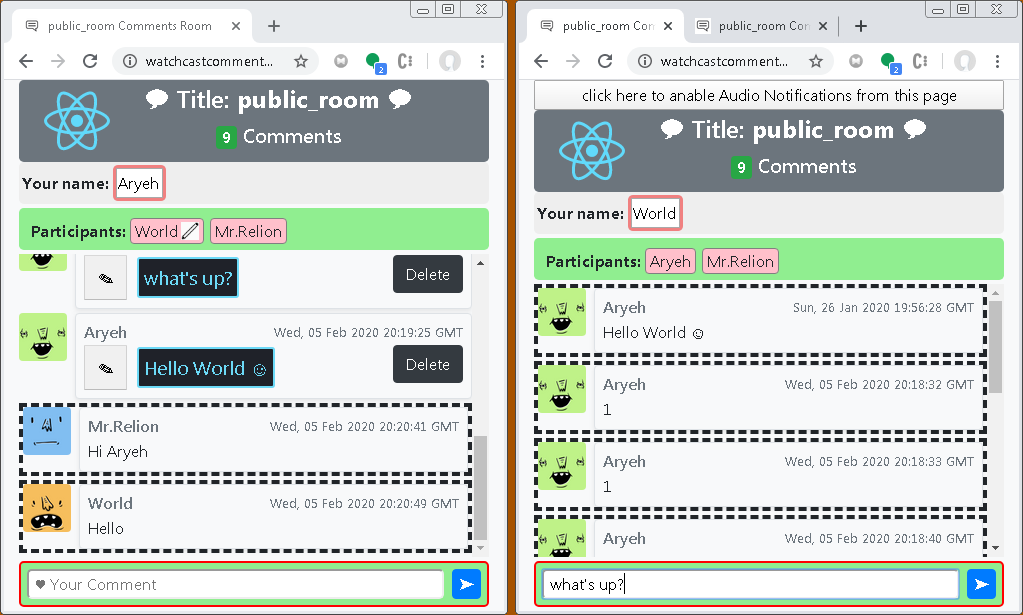 public_room Comments Room
watchcastcomment...
2
Title: public_room
9 Comments
Your name: Aryeh
Participants: World Mr.Relion
what's up?
Delete
Aryeh
Wed, 05 Feb 2020 20:19:25 GMT
Hello World ☺
Delete
Mr.Relion
Wed, 05 Feb 2020 20:20:41 GMT
Hi Aryeh
World
Wed, 05 Feb 2020 20:20:49 GMT
Hello
♥ Your Comment
public_room Con
public_room Con
watchcastcomment...
2
click here to anable Audio Notifications from this page
Title: public_room
9 Comments
Your name: World
Participants: Aryeh Mr.Relion
Aryeh
Sun, 26 Jan 2020 19:56:28 GMT
Hello World ☺
Aryeh
Wed, 05 Feb 2020 20:18:32 GMT
1
Aryeh
Wed, 05 Feb 2020 20:18:33 GMT
1
Aryeh
Wed, 05 Feb 2020 20:18:40 GMT
what's up?